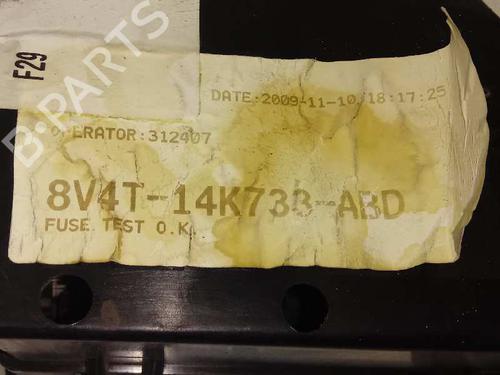 F29
B-PARTS
DATE:2009-11-10/18:17:25
OPERATOR:312407
8V4T-14K733-ABD
FUSE TEST O.K